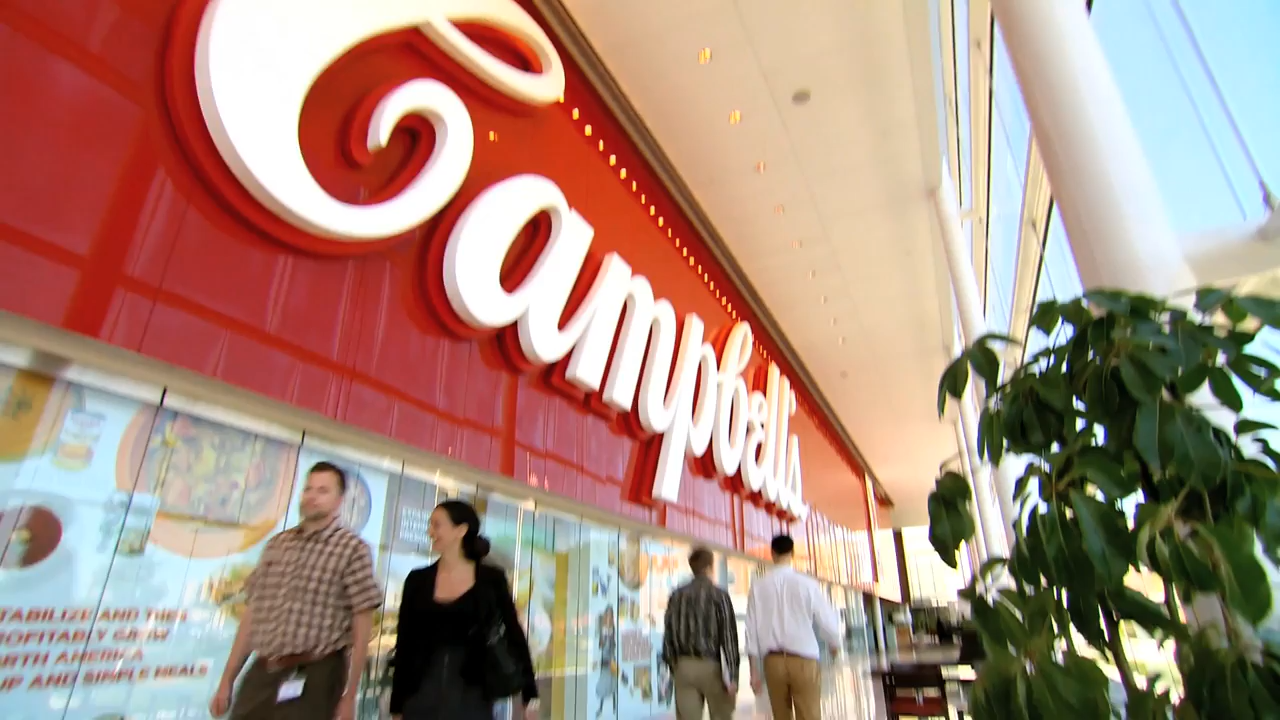 Campbell's
TABILIZE AND THEN
ROFITABLY GROW
RTH AMERICA
UP AND SIMPLE MEALS